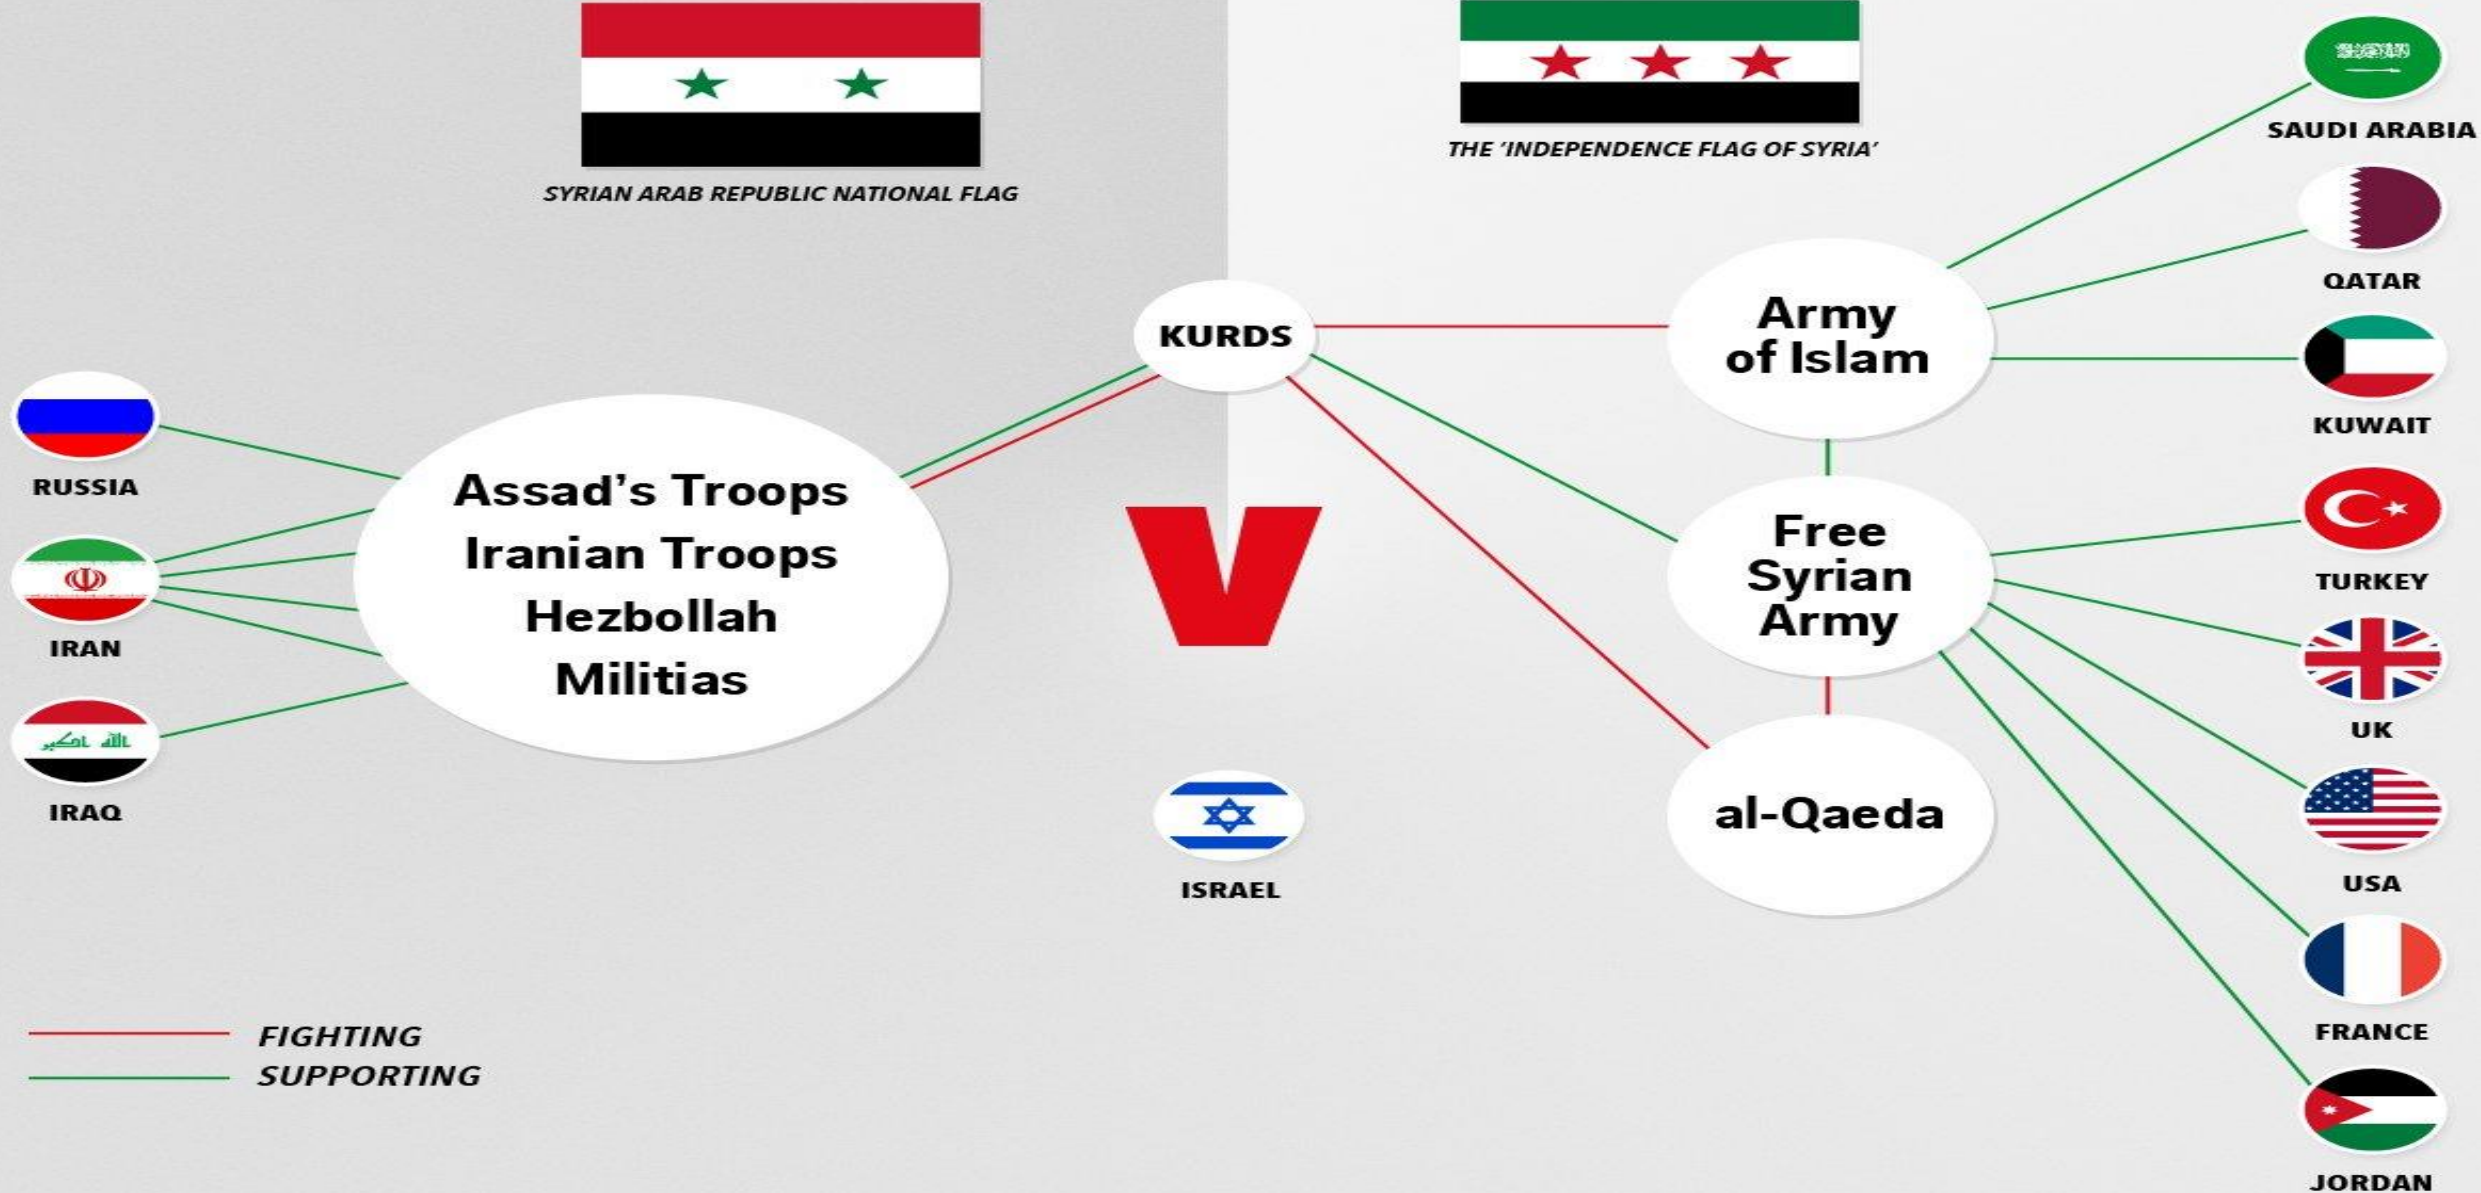 SYRIAN ARAB REPUBLIC NATIONAL FLAG
THE 'INDEPENDENCE FLAG OF SYRIA'
RUSSIA
IRAN
الله اكبر
IRAQ
Assad's Troops
Iranian Troops
Hezbollah
Militias
KURDS
V
ISRAEL
Army
of Islam
Free
Syrian
Army
al-Qaeda
SAUDI ARABIA
QATAR
KUWAIT
TURKEY
UK
USA
FRANCE
JORDAN
FIGHTING
SUPPORTING